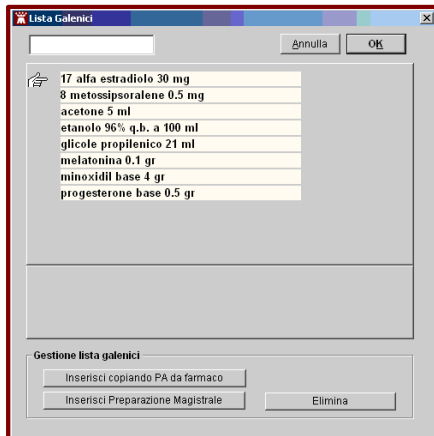 Lista Galenici
Annulla OK
17 alfa estradiolo 30 mg
8 metossipsoralene 0.5 mg
acetone 5 ml
etanolo 96% q.b. a 100 ml
glicole propilenico 21 ml
melatonina 0.1 gr
minoxidil base 4 gr
progesterone base 0.5 gr
Gestione lista galenici
Inserisci copiando PA da farmaco
Inserisci Preparazione Magistrale Elimina